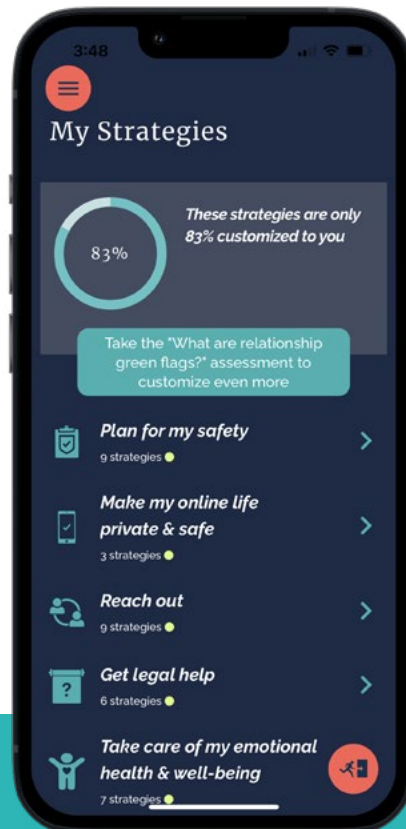 3:48
My Strategies
83%
These strategies are only
83% customized to you
Take the "What are relationship
green flags?" assessment to
customize even more
Plan for my safety
9 strategies
Make my online life
private & safe
3 strategies
Reach out
9 strategies
?
Get legal help
6 strategies
Take care of my emotional
health & well-being
7 strategies